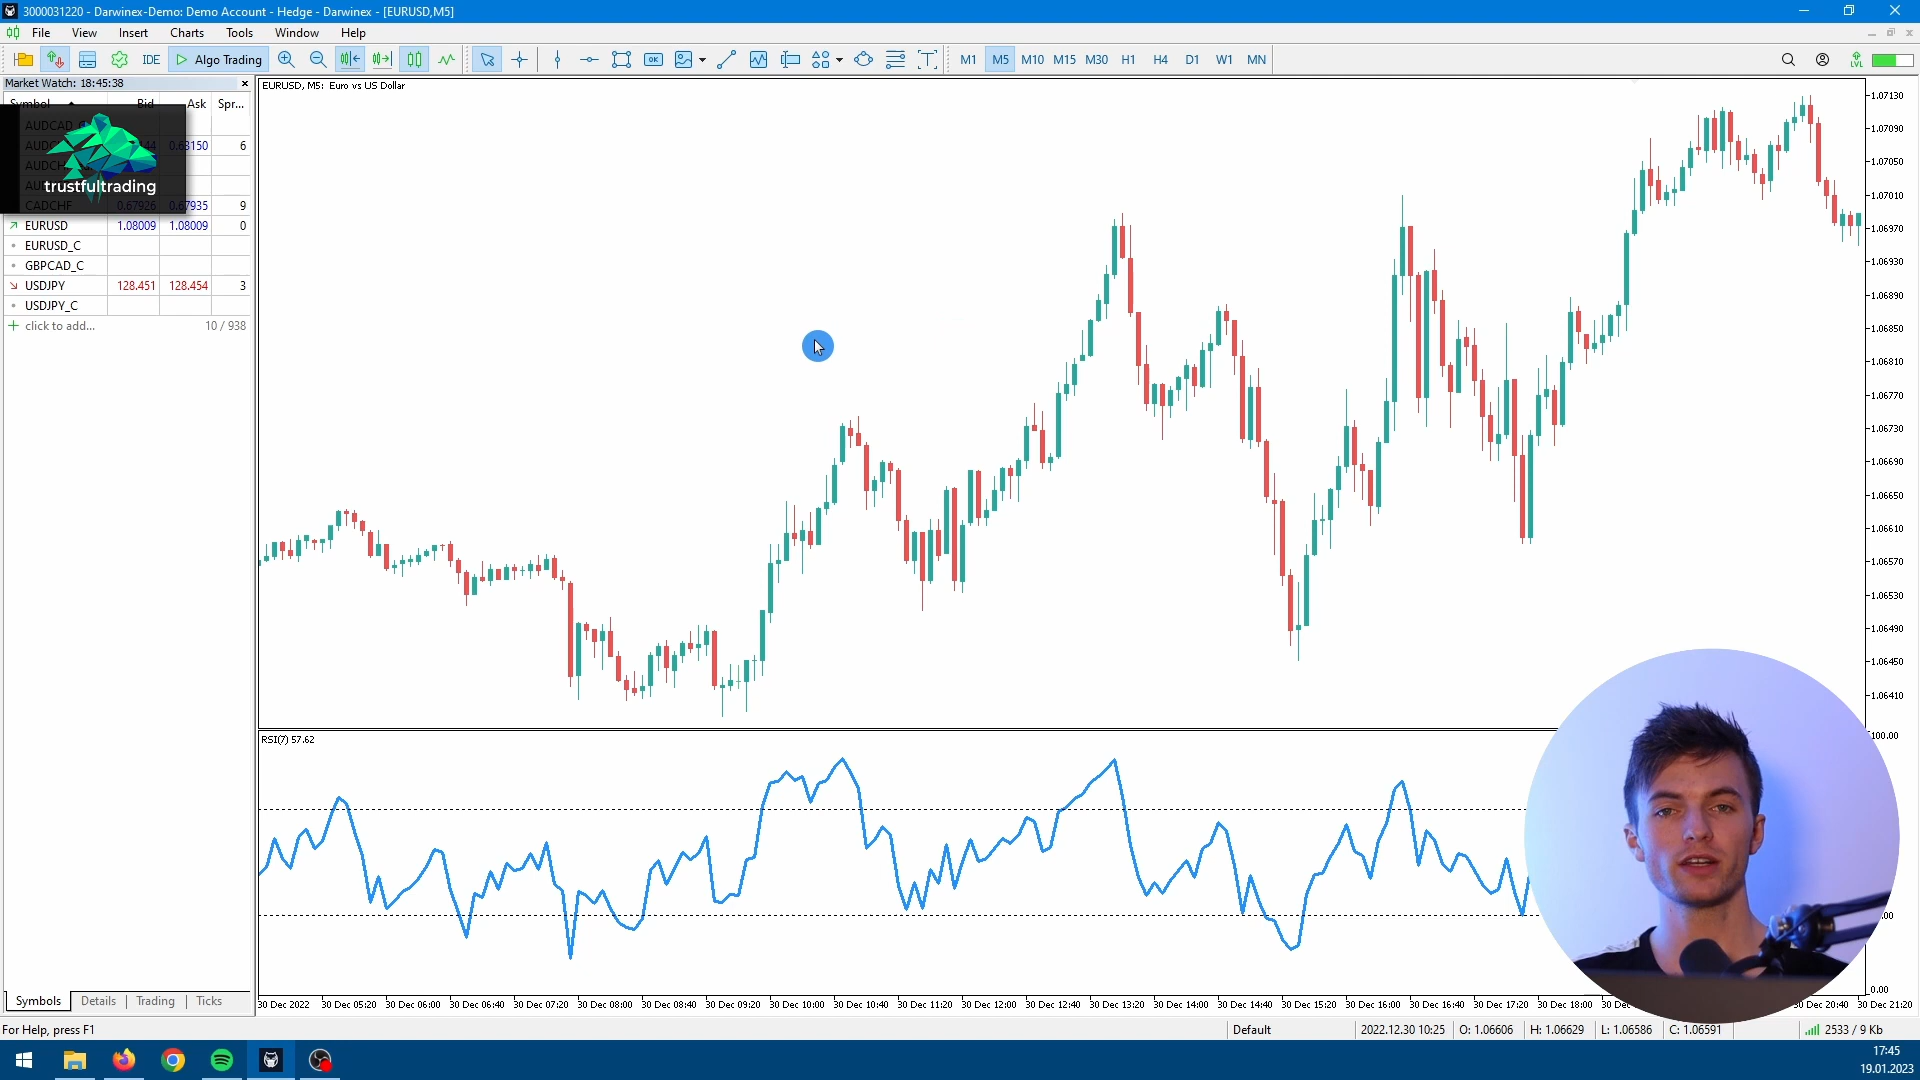 3000031220 - Darwinex-Demo: Demo Account - Hedge - Darwinex - [EURUSD,M5]
File View Insert Charts Tools Window Help
IDE Algo Trading OK M1 M5 M10 M15 M30 H1 H4 D1 W1 MN LVL
Market Watch: 18:45:38
Symbol Bid Ask Spr...
AUDCAD
0.63150 6
trustfultrading
CADCHF 0.67926 0.67935 9
EURUSD 1.08009 1.08009 0
EURUSD_C
GBPCAD_C
USDJPY 128.451 128.454 3
USDJPY_C
click to add... 10 / 938
Symbols Details Trading Ticks
EURUSD, M5: Euro vs US Dollar
1.07130
1.07090
1.07050
1.07010
1.06970
1.06930
1.06890
1.06850
1.06810
1.06770
1.06730
1.06690
1.06650
1.06610
1.06570
1.06530
1.06490
1.06450
1.06410
RSI(7) 57.62
100.00
0.00
30 Dec 2022 30 Dec 05:20 30 Dec 06:00 30 Dec 06:40 30 Dec 07:20 30 Dec 08:00 30 Dec 08:40 30 Dec 09:20 30 Dec 10:00 30 Dec 10:40 30 Dec 11:20 30 Dec 12:00 30 Dec 12:40 30 Dec 13:20 30 Dec 14:00 30 Dec 14:40 30 Dec 15:20 30 Dec 16:00 30 Dec 16:40 30 Dec 17:20 30 Dec 18:00 30 Dec 20:40 30 Dec 21:20
For Help, press F1 Default 2022.12.30 10:25 O: 1.06606 H: 1.06629 L: 1.06586 C: 1.06591 2533 / 9 Kb
17:45
19.01.2023